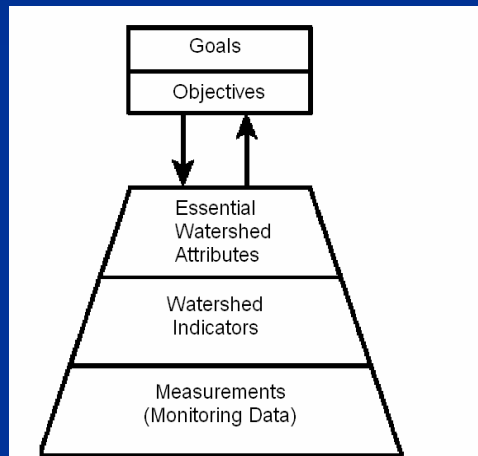 Goals
Objectives
Essential
Watershed
Attributes
Watershed
Indicators
Measurements
(Monitoring Data)